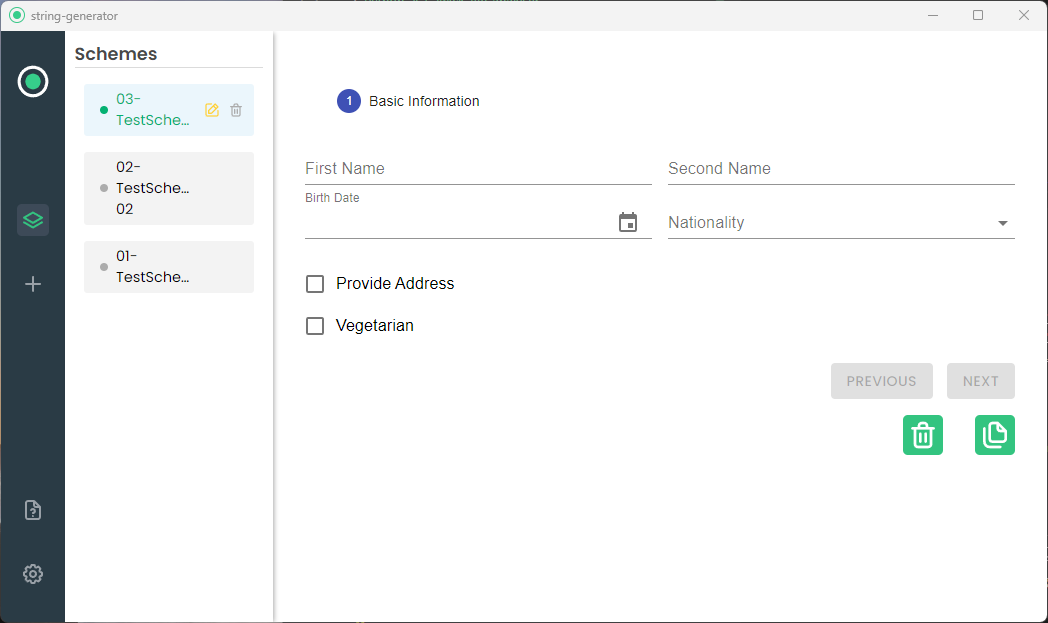 string-generator
Schemes
03-
TestSche...
02-
TestSche...
02
01-
TestSche...
1 Basic Information
First Name
Second Name
Birth Date
Nationality
Provide Address
Vegetarian
PREVIOUS
NEXT